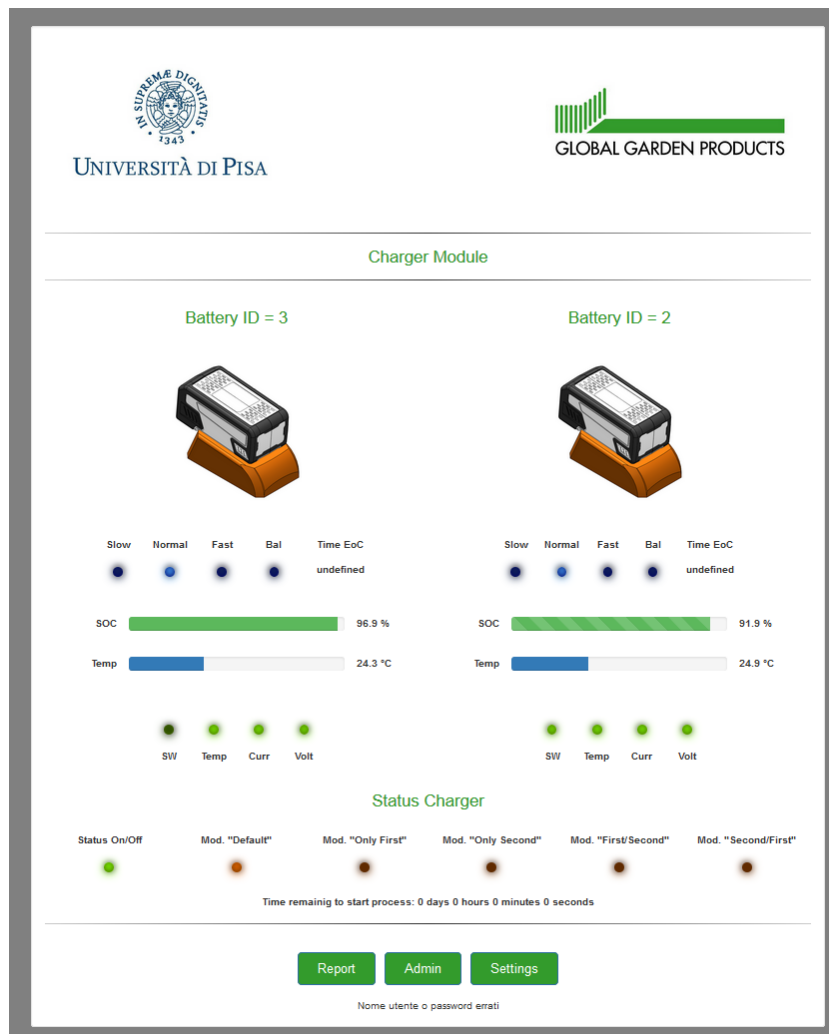 IN SUPREMÆ DIGNITATIS
1343
UNIVERSITÀ DI PISA
GLOBAL GARDEN PRODUCTS
Charger Module
Battery ID = 3
Battery ID = 2
Slow Normal Fast Bal Time EoC
undefined
Slow Normal Fast Bal Time EoC
undefined
SOC 96.9 %
SOC 91.9 %
Temp 24.3 °C
Temp 24.9 °C
SW Temp Curr Volt
SW Temp Curr Volt
Status Charger
Status On/Off Mod. "Default" Mod. "Only First" Mod. "Only Second" Mod. "First/Second" Mod. "Second/First"
Time remainig to start process: 0 days 0 hours 0 minutes 0 seconds
Report Admin Settings
Nome utente o password errati